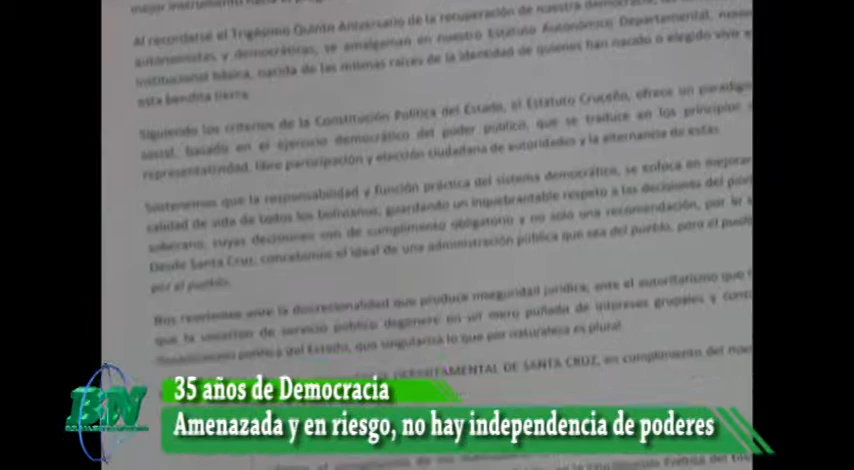 mejor instrumento
Al recordarse el Trigésimo Quinto Aniversario de la recuperación de nuestra democracia,
autonomistas y democráticas, se amalgaman en nuestro Estatuto Autonómico Departamental,
institucional básica, nacida de las mismas raíces de la identidad de quienes han nacido o elegido vivir e
esta bendita tierra.
Siguiendo los criterios de la Constitución Política del Estado, el Estatuto Cruceño, ofrece un paradigm
social, basado en el ejercicio democrático del poder público, que se traduce en los principios
representatividad, libre participación y elección ciudadana de autoridades y la alternancia de estas.
Sostenemos que la responsabilidad y función práctica del sistema democrático, se enfoca en mejorar
calidad de vida de todos los bolivianos, guardando un inquebrantable respeto a las decisiones del
soberano, cuyas decisiones son de cumplimiento obligatorio y no solo una recomendación, por lo
Desde Santa Cruz, concebimos el ideal de una administración pública que sea del pueblo, para el pueblo
por el pueblo.
Nos resistimos ante la discrecionalidad que produce inseguridad jurídica, ante el autoritarismo que
que la vocación de servicio público degenere en un mero puñado de intereses grupales y
política del Estado, que singulariza lo que por naturaleza es plural.
DEPARTAMENTAL DE SANTA CRUZ, en cumplimiento del
BN
35 años de Democracia
Amenazada y en riesgo, no hay independencia de poderes